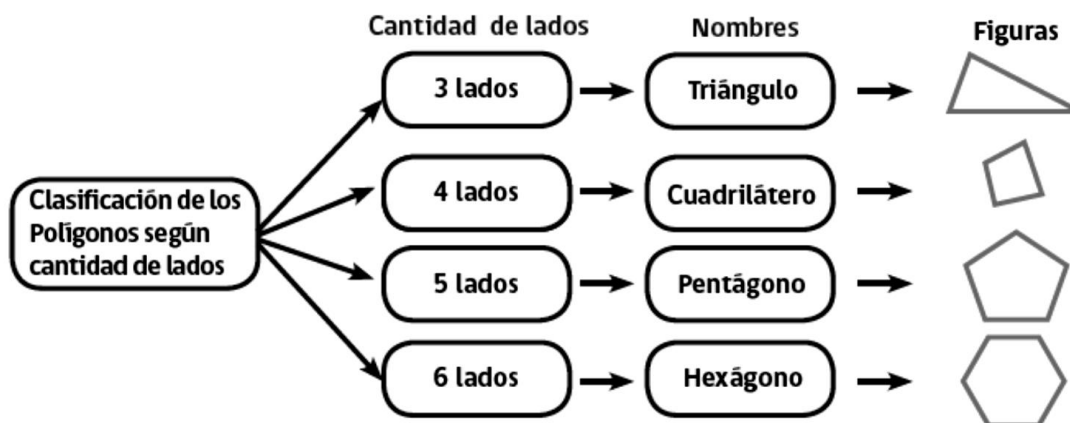 Cantidad de lados
Nombres
Figuras
3 lados
Triángulo
4 lados
Cuadrilátero
Clasificación de los
Polígonos según
cantidad de lados
5 lados
Pentágono
6 lados
Hexágono